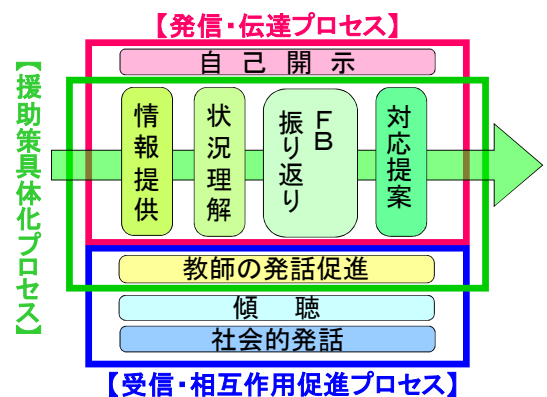 【発信・伝達プロセス】
自己開示
【援助策具体化プロセス】
情報提供
状況理解
FB
振り返り
対応提案
教師の発話促進
傾聴
社会的発話
【受信・相互作用促進プロセス】